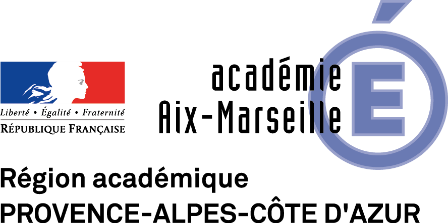 Liberté • Égalité • Fraternité
RÉPUBLIQUE FRANÇAISE
académie
Aix-Marseille
E
Région académique
PROVENCE-ALPES-CÔTE D'AZUR